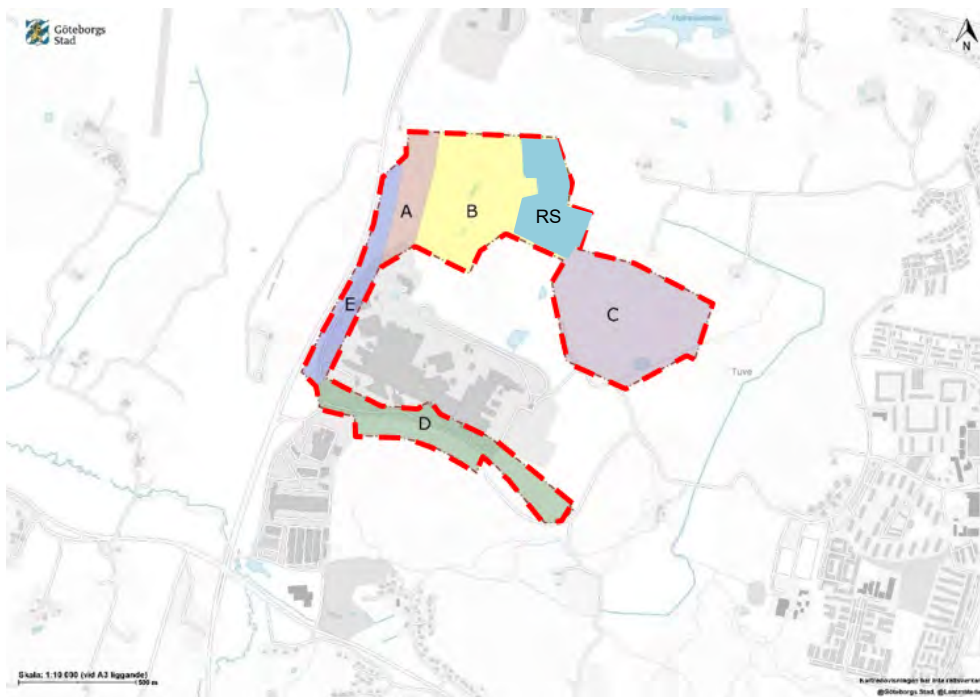 Göteborgs
Stad
N
A
B
RS
E
C
Tuve
D
Skala: 1:10 000 (vid A3 liggande)
500 m
@Göteborgs Stad, @Lantmäteriet